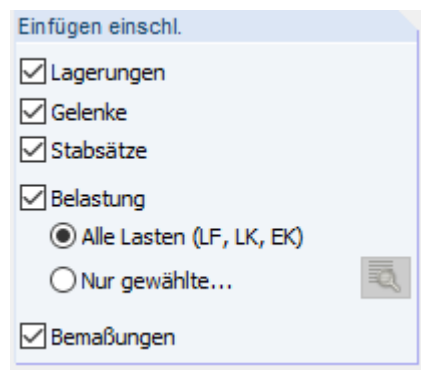 Einfügen einschl.
Lagerungen
Gelenke
Stabsätze
Belastung
Alle Lasten (LF, LK, EK)
Nur gewählte...
Bemaßungen